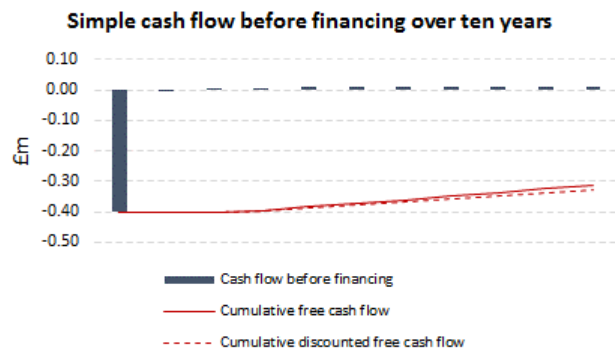 Simple cash flow before financing over ten years
0.10
0.00
-0.10
-0.20
-0.30
-0.40
-0.50
£m
Cash flow before financing
Cumulative free cash flow
Cumulative discounted free cash flow